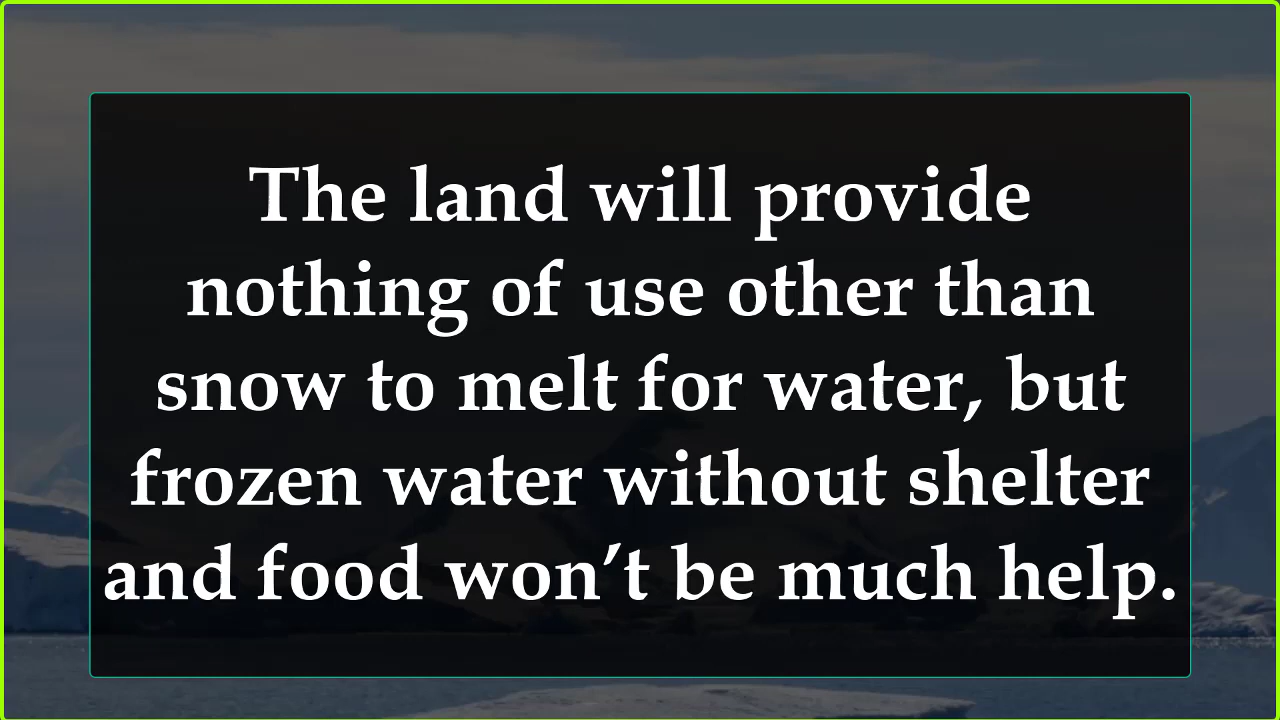 The land will provide
nothing of use other than
snow to melt for water, but
frozen water without shelter
and food won’t be much help.